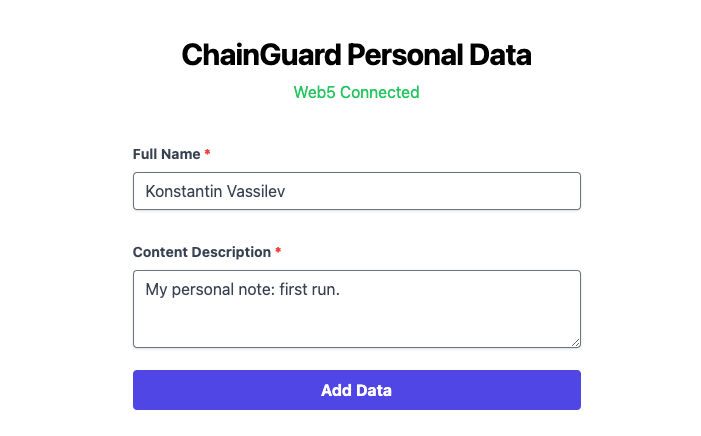 ChainGuard Personal Data
Web5 Connected
Full Name *
Konstantin Vassilev
Content Description *
My personal note: first run.
Add Data